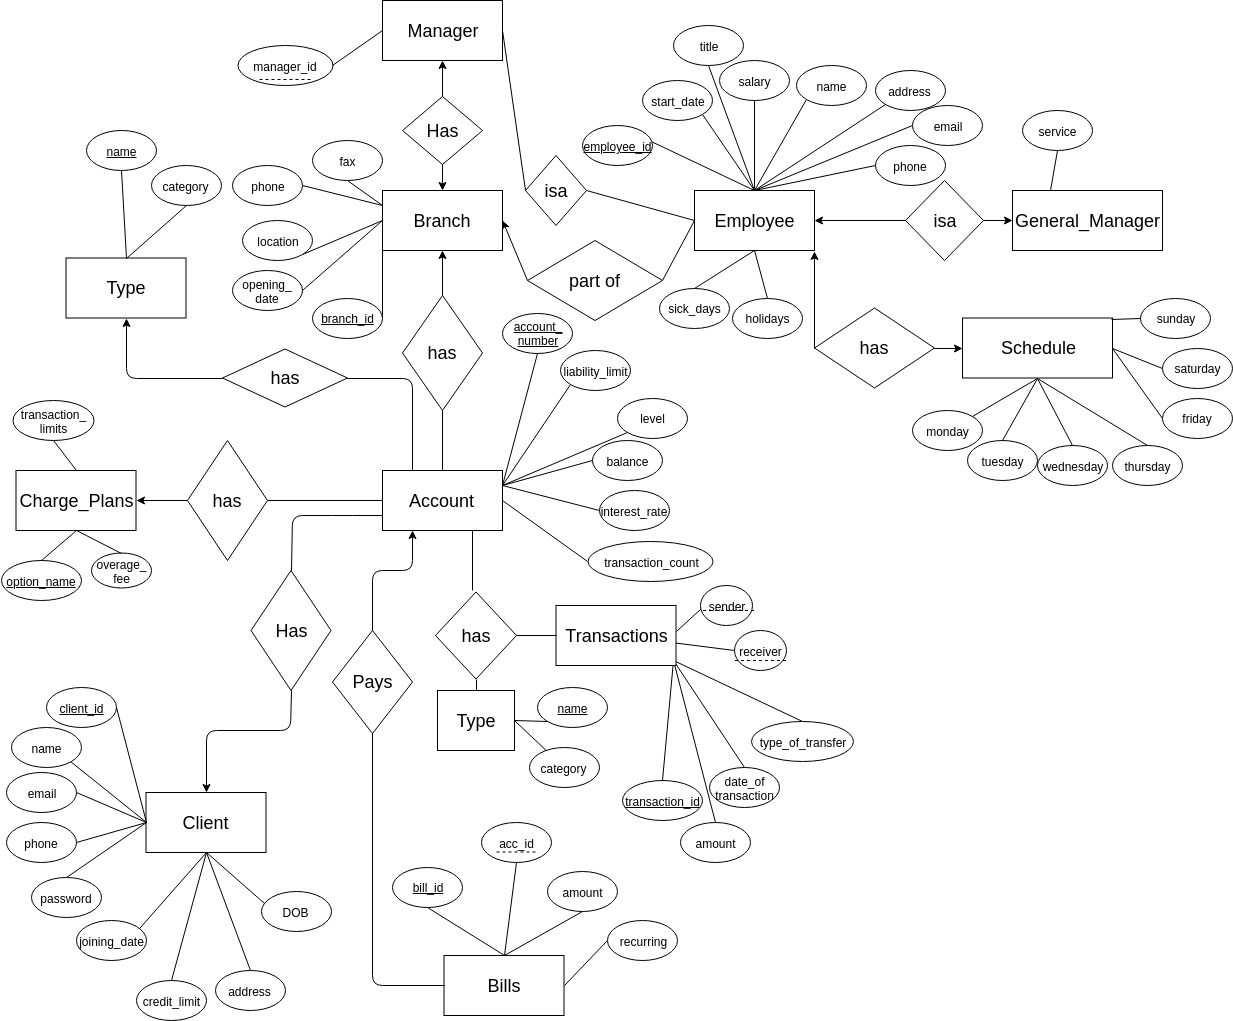 Manager
manager_id
Has
title
salary
name
address
start_date
email
employee_id
phone
service
name
category
fax
phone
location
opening_
date
branch_id
Branch
isa
Employee
isa
General_Manager
part of
sick_days
holidays
Type
has
has
account_
number
liability_limit
level
balance
interest_rate
transaction_count
has
Schedule
sunday
saturday
friday
monday
tuesday
wednesday
thursday
transaction_
limits
Charge_Plans
has
Account
option_name
overage_
fee
Has
Pays
has
Transactions
sender
receiver
Type
name
category
type_of_transfer
date_of
transaction
transaction_id
amount
client_id
name
email
phone
password
joining_date
credit_limit
address
DOB
Client
acc_id
bill_id
amount
recurring
Bills